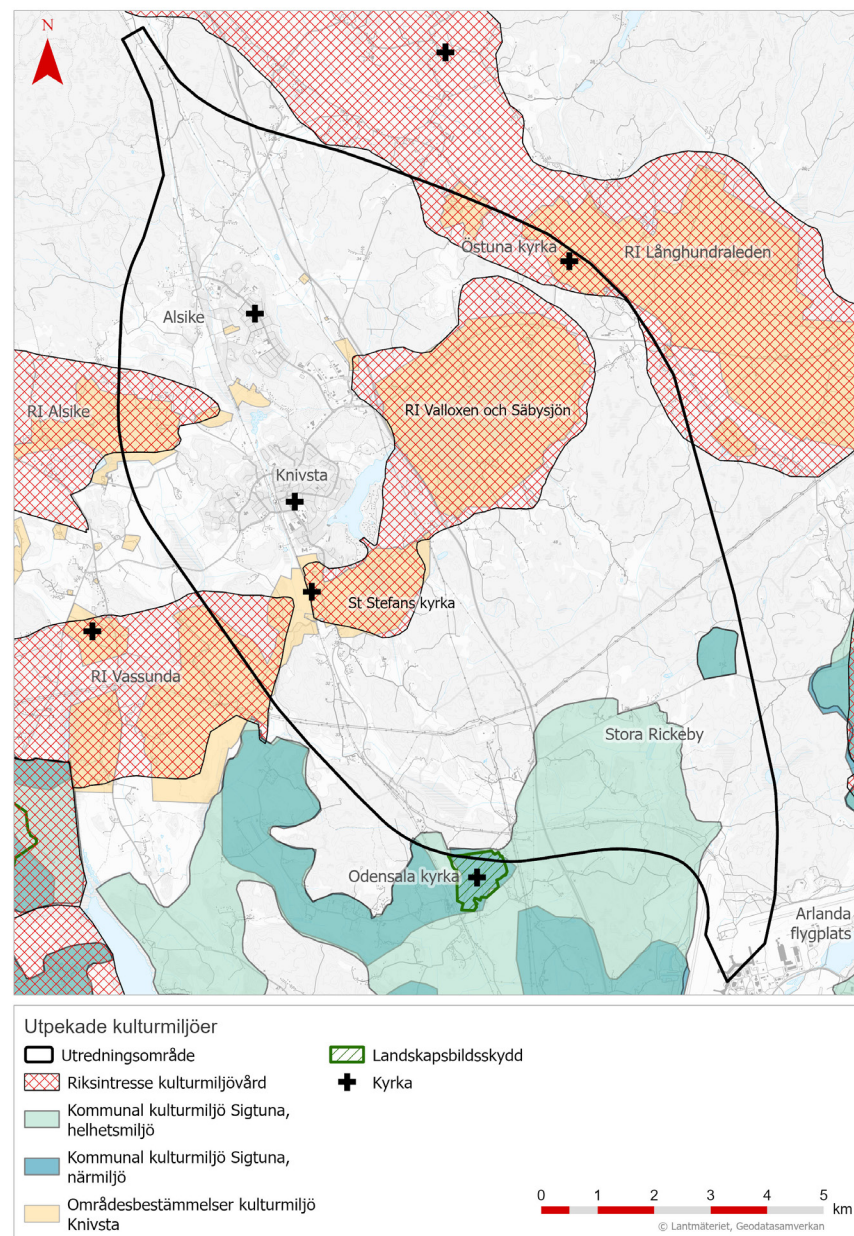 N
Östuna kyrka
RI Långhundraleden
Alsike
RI Alsike
RI Valloxen och Säbysjön
Knivsta
St Stefans kyrka
RI Vassunda
Stora Rickeby
Odensala kyrka
Arlanda
flygplats
Utpekade kulturmiljöer
Utredningsområde
Riksintresse kulturmiljövård
Kommunal kulturmiljö Sigtuna,
helhetsmiljö
Kommunal kulturmiljö Sigtuna,
närmiljö
Områdesbestämmelser kulturmiljö
Knivsta
Landskapsbildsskydd
Kyrka
0 1 2 3 4 5
km
© Lantmäteriet, Geodatasamverkan